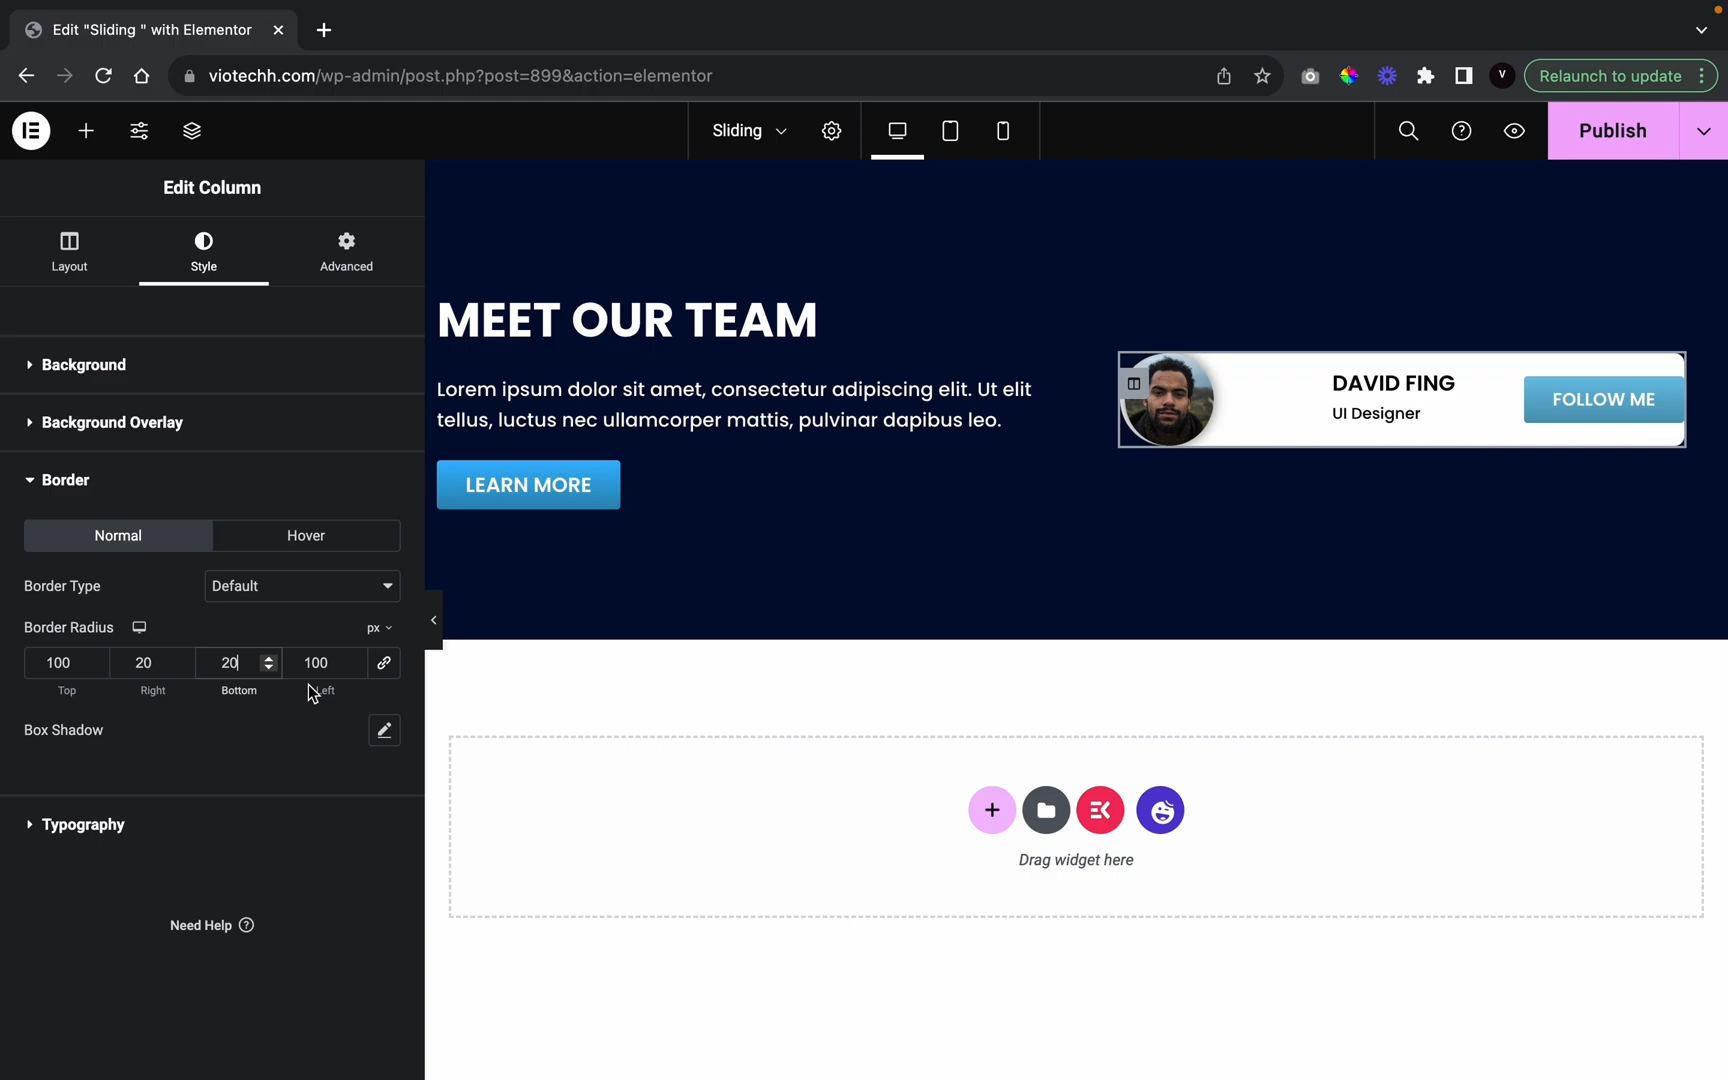 Edit "Sliding " with Elementor
viotechh.com/wp-admin/post.php?post=899&action=elementor
V
Relaunch to update
Sliding
Publish
Edit Column
Layout
Style
Advanced
Background
Background Overlay
Border
Normal
Hover
Border Type
Default
Border Radius
px
100
20
20
100
Top
Right
Bottom
Left
Box Shadow
Typography
Need Help
MEET OUR TEAM
Lorem ipsum dolor sit amet, consectetur adipiscing elit. Ut elit
tellus, luctus nec ullamcorper mattis, pulvinar dapibus leo.
LEARN MORE
DAVID FING
UI Designer
FOLLOW ME
Drag widget here